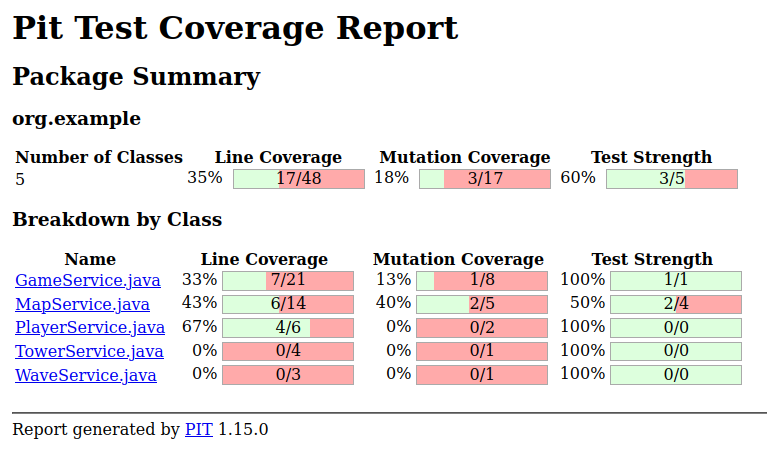 Pit Test Coverage Report
Package Summary
org.example
Number of Classes Line Coverage Mutation Coverage Test Strength
5 35% 17/48 18% 3/17 60% 3/5
Breakdown by Class
Name Line Coverage Mutation Coverage Test Strength
GameService.java 33% 7/21 13% 1/8 100% 1/1
MapService.java 43% 6/14 40% 2/5 50% 2/4
PlayerService.java 67% 4/6 0% 0/2 100% 0/0
TowerService.java 0% 0/4 0% 0/1 100% 0/0
WaveService.java 0% 0/3 0% 0/1 100% 0/0
Report generated by PIT 1.15.0